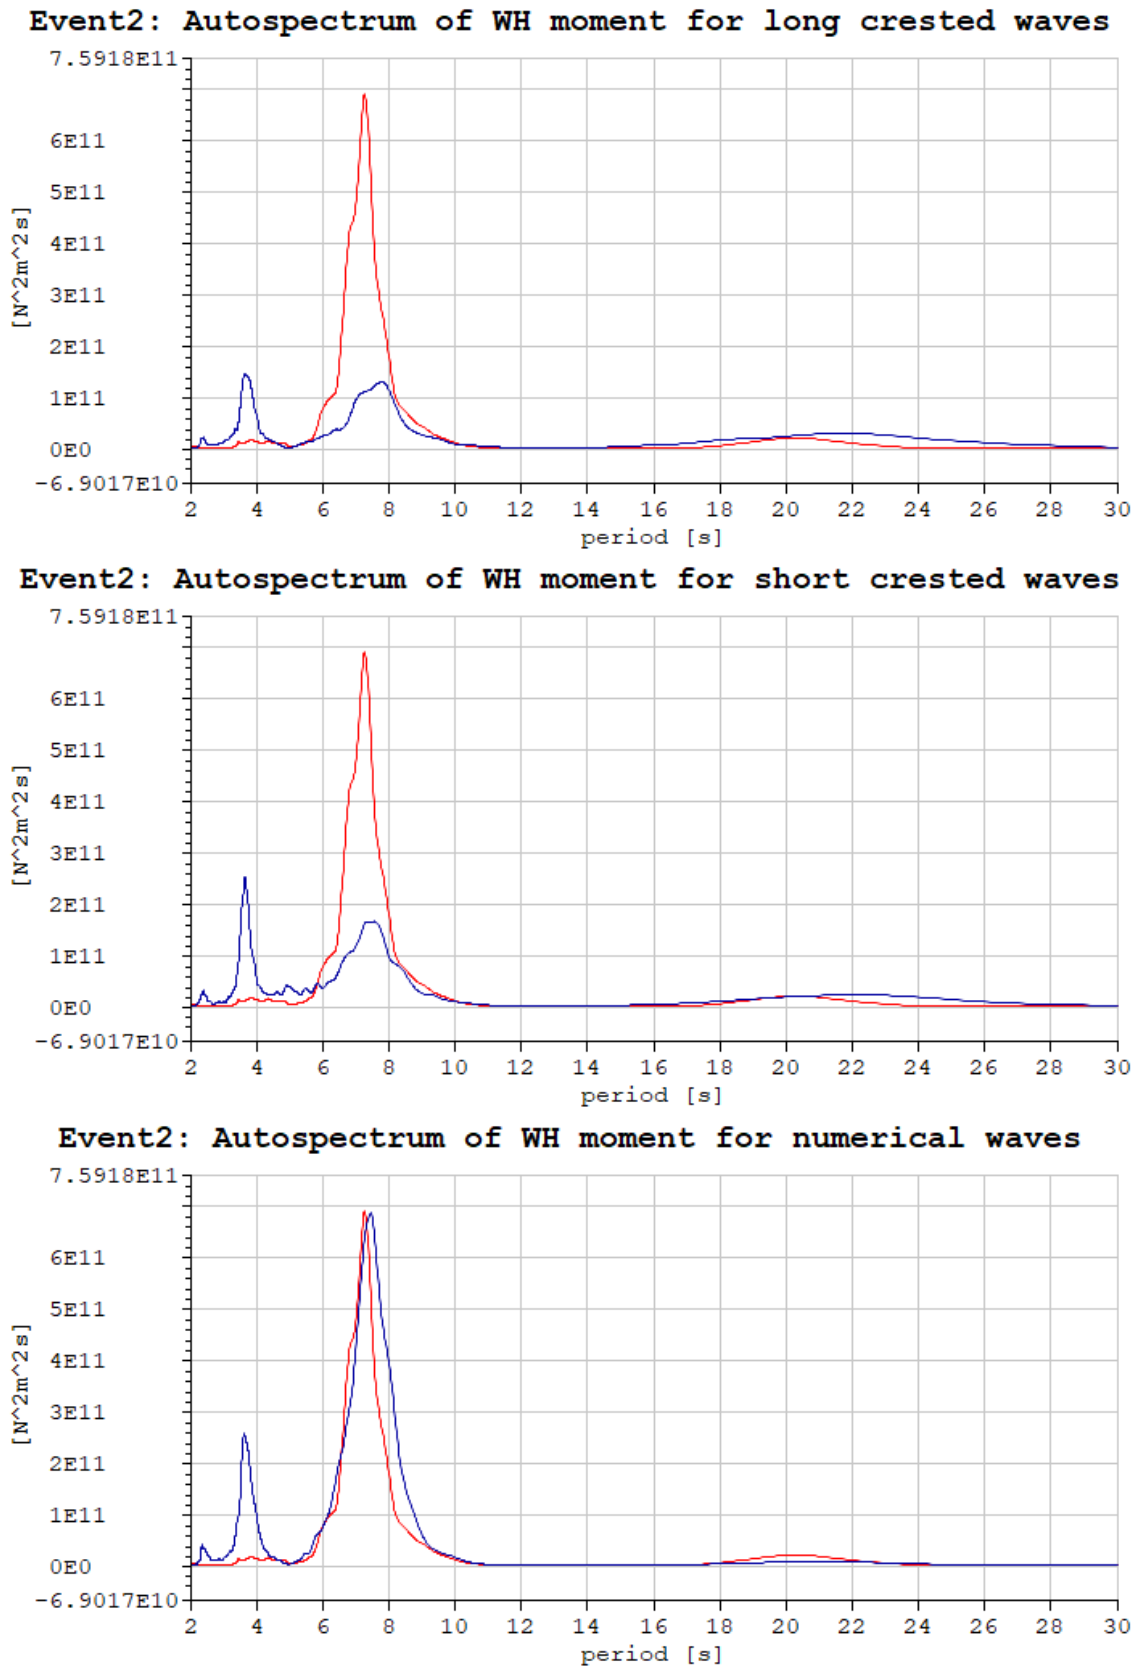 Event2: Autospectrum of WH moment for long crested waves
7.5918E11
6E11
5E11
4E11
3E11
2E11
1E11
0E0
-6.9017E10
[N^2m^2s]
2 4 6 8 10 12 14 16 18 20 22 24 26 28 30
period [s]
Event2: Autospectrum of WH moment for short crested waves
7.5918E11
6E11
5E11
4E11
3E11
2E11
1E11
0E0
-6.9017E10
[N^2m^2s]
2 4 6 8 10 12 14 16 18 20 22 24 26 28 30
period [s]
Event2: Autospectrum of WH moment for numerical waves
7.5918E11
6E11
5E11
4E11
3E11
2E11
1E11
0E0
-6.9017E10
[N^2m^2s]
2 4 6 8 10 12 14 16 18 20 22 24 26 28 30
period [s]